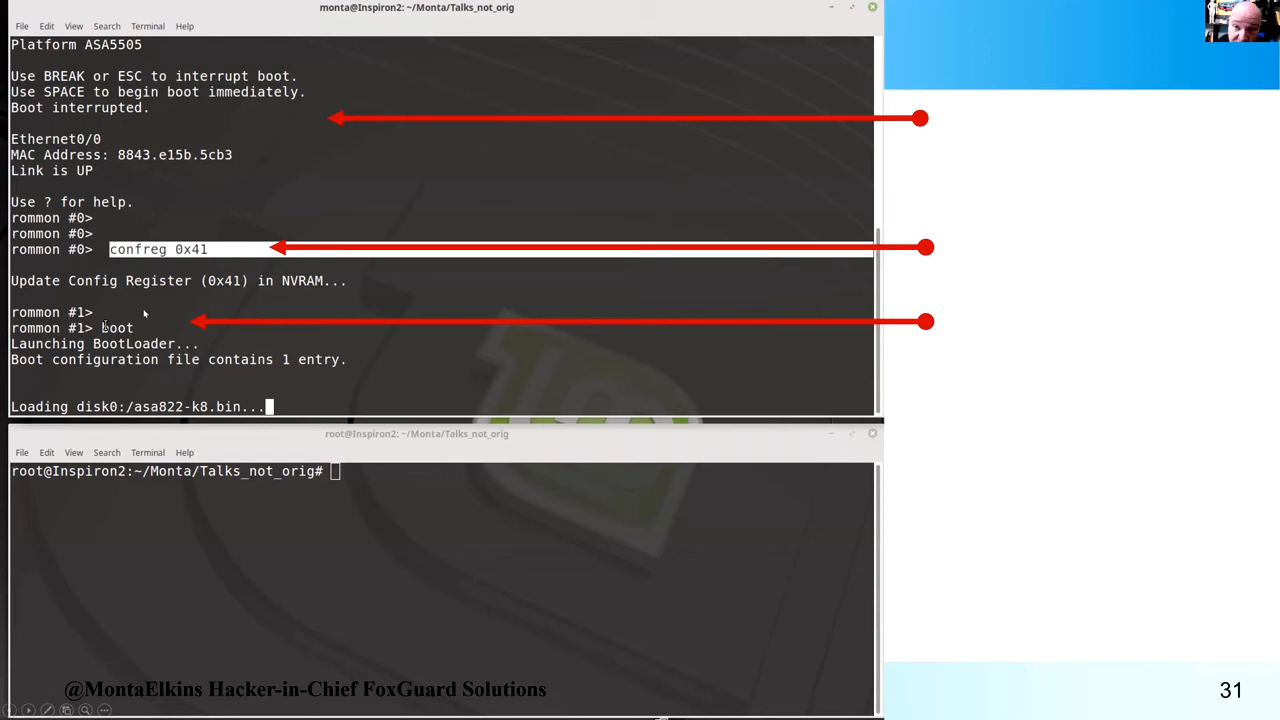 monta@Inspiron2: ~/Monta/Talks_not_orig
File Edit View Search Terminal Help
Platform ASA5505
Use BREAK or ESC to interrupt boot.
Use SPACE to begin boot immediately.
Boot interrupted.
Ethernet0/0
MAC Address: 8843.e15b.5cb3
Link is UP
Use ? for help.
rommon #0>
rommon #0>
rommon #0> confreg 0x41
Update Config Register (0x41) in NVRAM...
rommon #1>
rommon #1> boot
Launching BootLoader...
Boot configuration file contains 1 entry.
Loading disk0:/asa822-k8.bin...
root@Inspiron2: ~/Monta/Talks_not_orig
File Edit View Search Terminal Help
root@Inspiron2:~/Monta/Talks_not_orig#
@MontaElkins Hacker-in-Chief FoxGuard Solutions
31